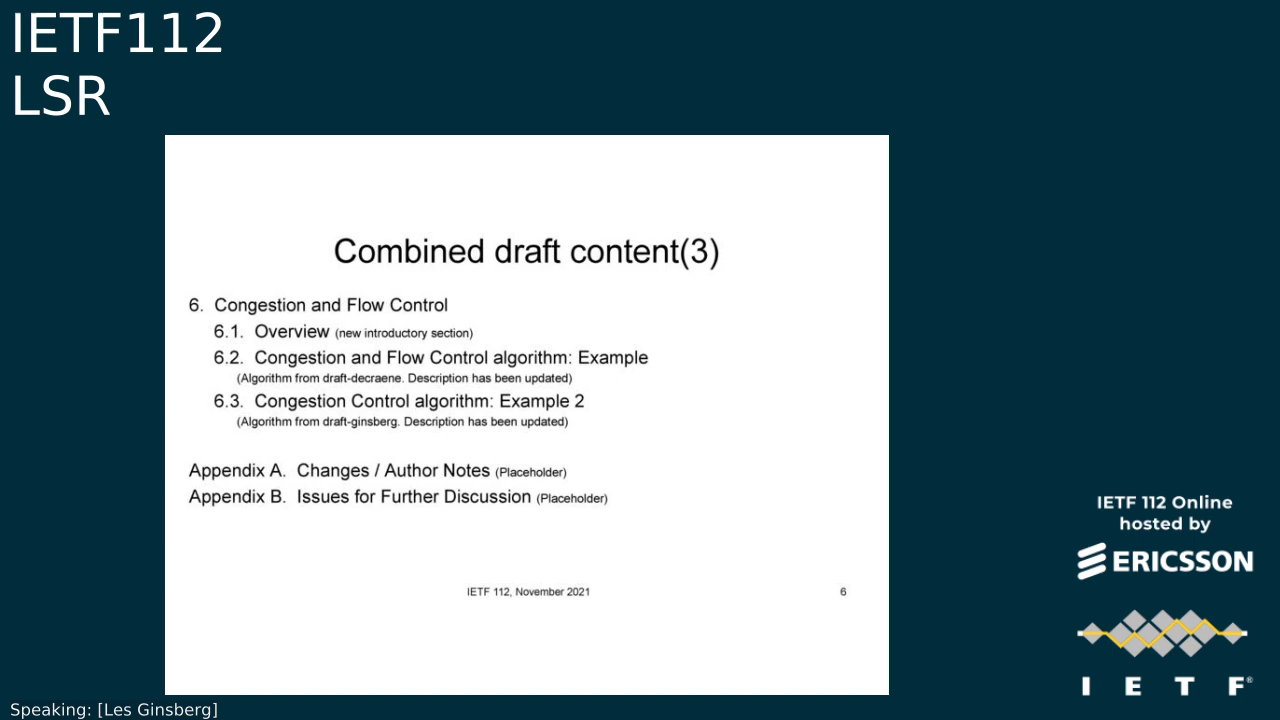 IETF112
LSR
Combined draft content(3)
6. Congestion and Flow Control
6.1. Overview (new introductory section)
6.2. Congestion and Flow Control algorithm: Example
(Algorithm from draft-decraene. Description has been updated)
6.3. Congestion Control algorithm: Example 2
(Algorithm from draft-ginsberg. Description has been updated)
Appendix A. Changes / Author Notes (Placeholder)
Appendix B. Issues for Further Discussion (Placeholder)
IETF 112, November 2021
6
IETF 112 Online
hosted by
ERICSSON
I E T F®
Speaking: [Les Ginsberg]